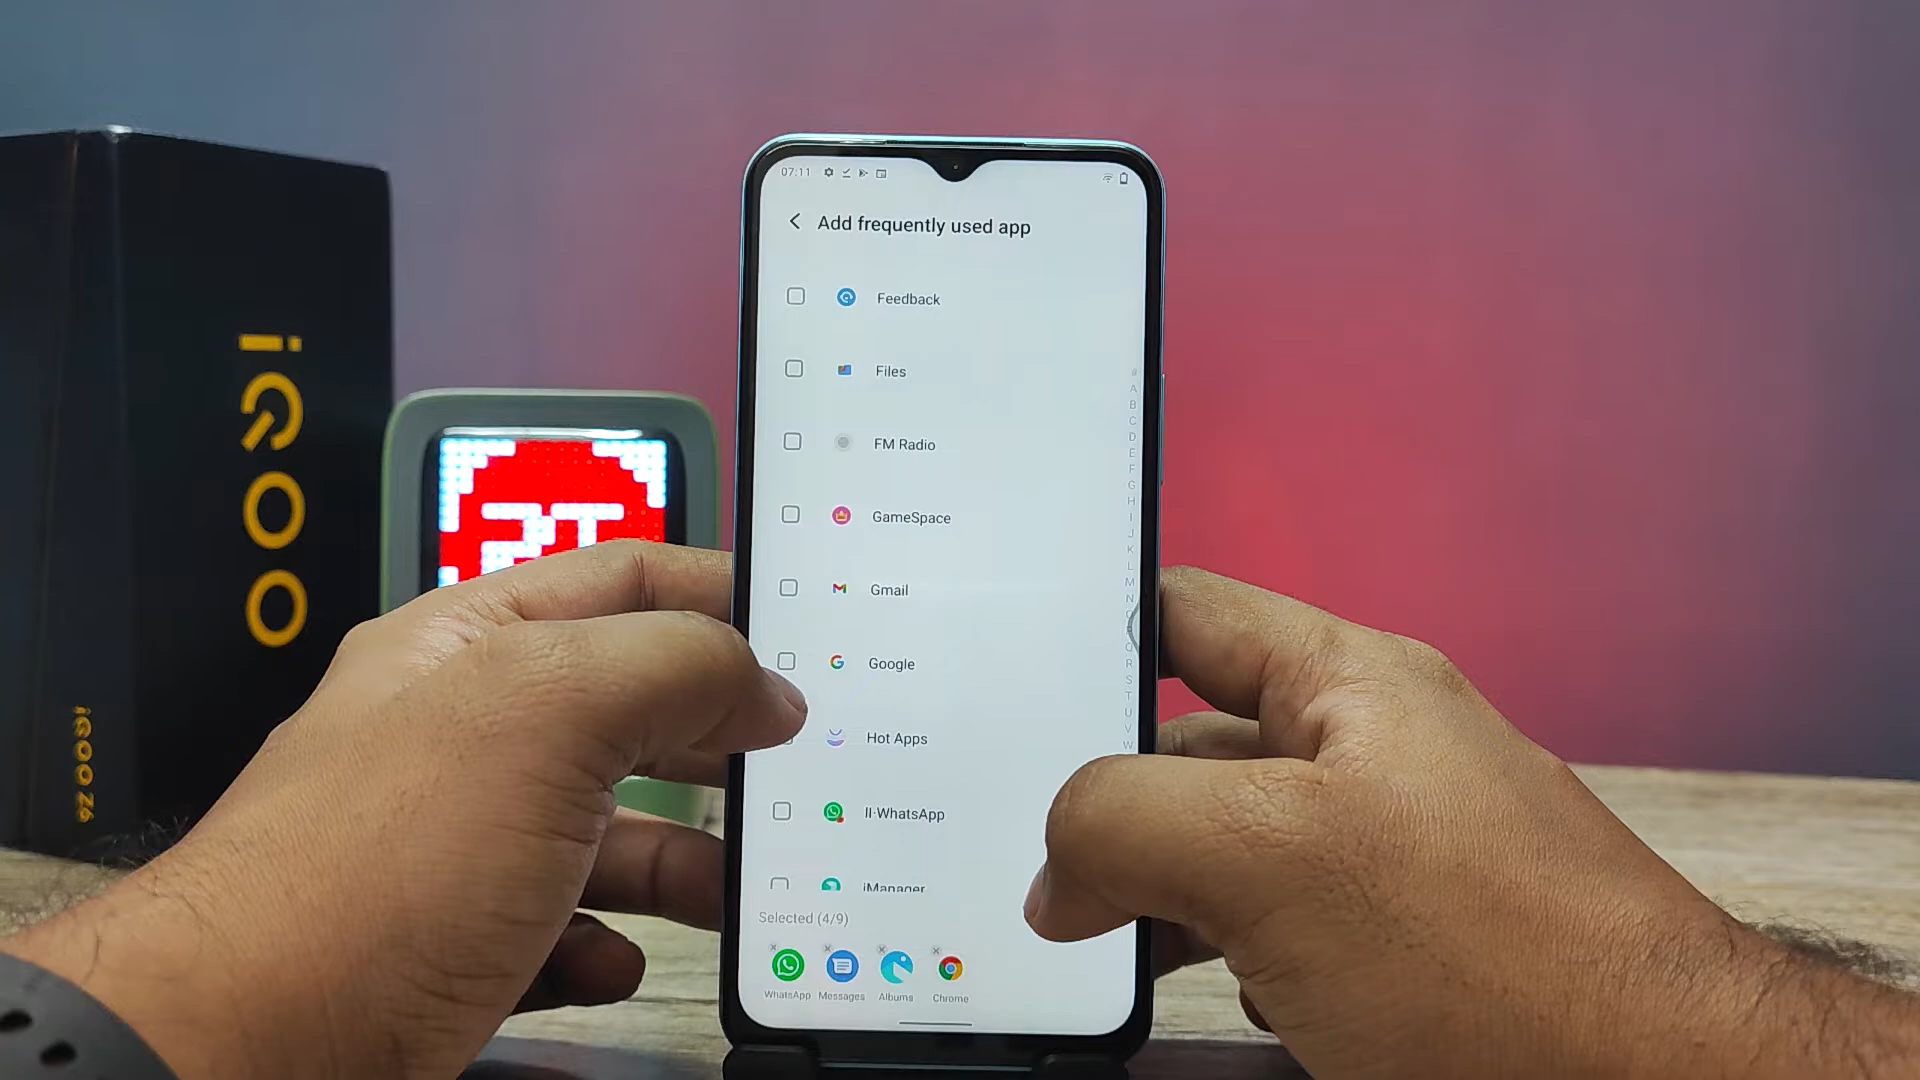 iQOO
iQOO Z6
07:11
Add frequently used app
Feedback
Files
FM Radio
GameSpace
Gmail
Google
Hot Apps
II·WhatsApp
iManager
Selected (4/9)
WhatsApp Messages Albums Chrome
#
A
B
C
D
E
F
G
H
I
J
K
L
M
N
O
Q
R
S
T
U
V
W